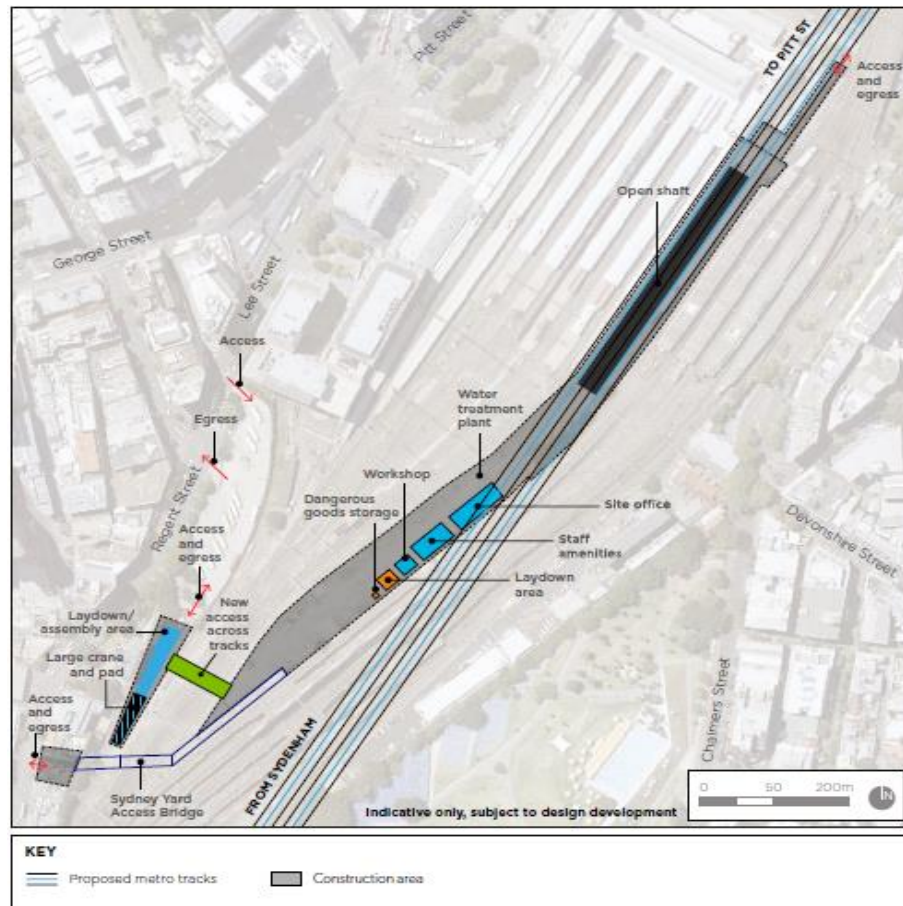 Pitt Street
TO PITT ST
Access
and
egress
Open shaft
George Street
Lee Street
Access
Water
treatment
plant
Egress
Workshop
Dangerous
goods storage
Regent Street
Site office
Devonshire Street
Staff
amenities
Access
and
egress
Laydown
area
New
access
across
tracks
Laydown/
assembly area
Large crane
and pad
Access
and
egress
Chalmers Street
FROM SYDENHAM
Sydney Yard
Access Bridge
0 50 200m
N
Indicative only, subject to design development
KEY
Proposed metro tracks
Construction area